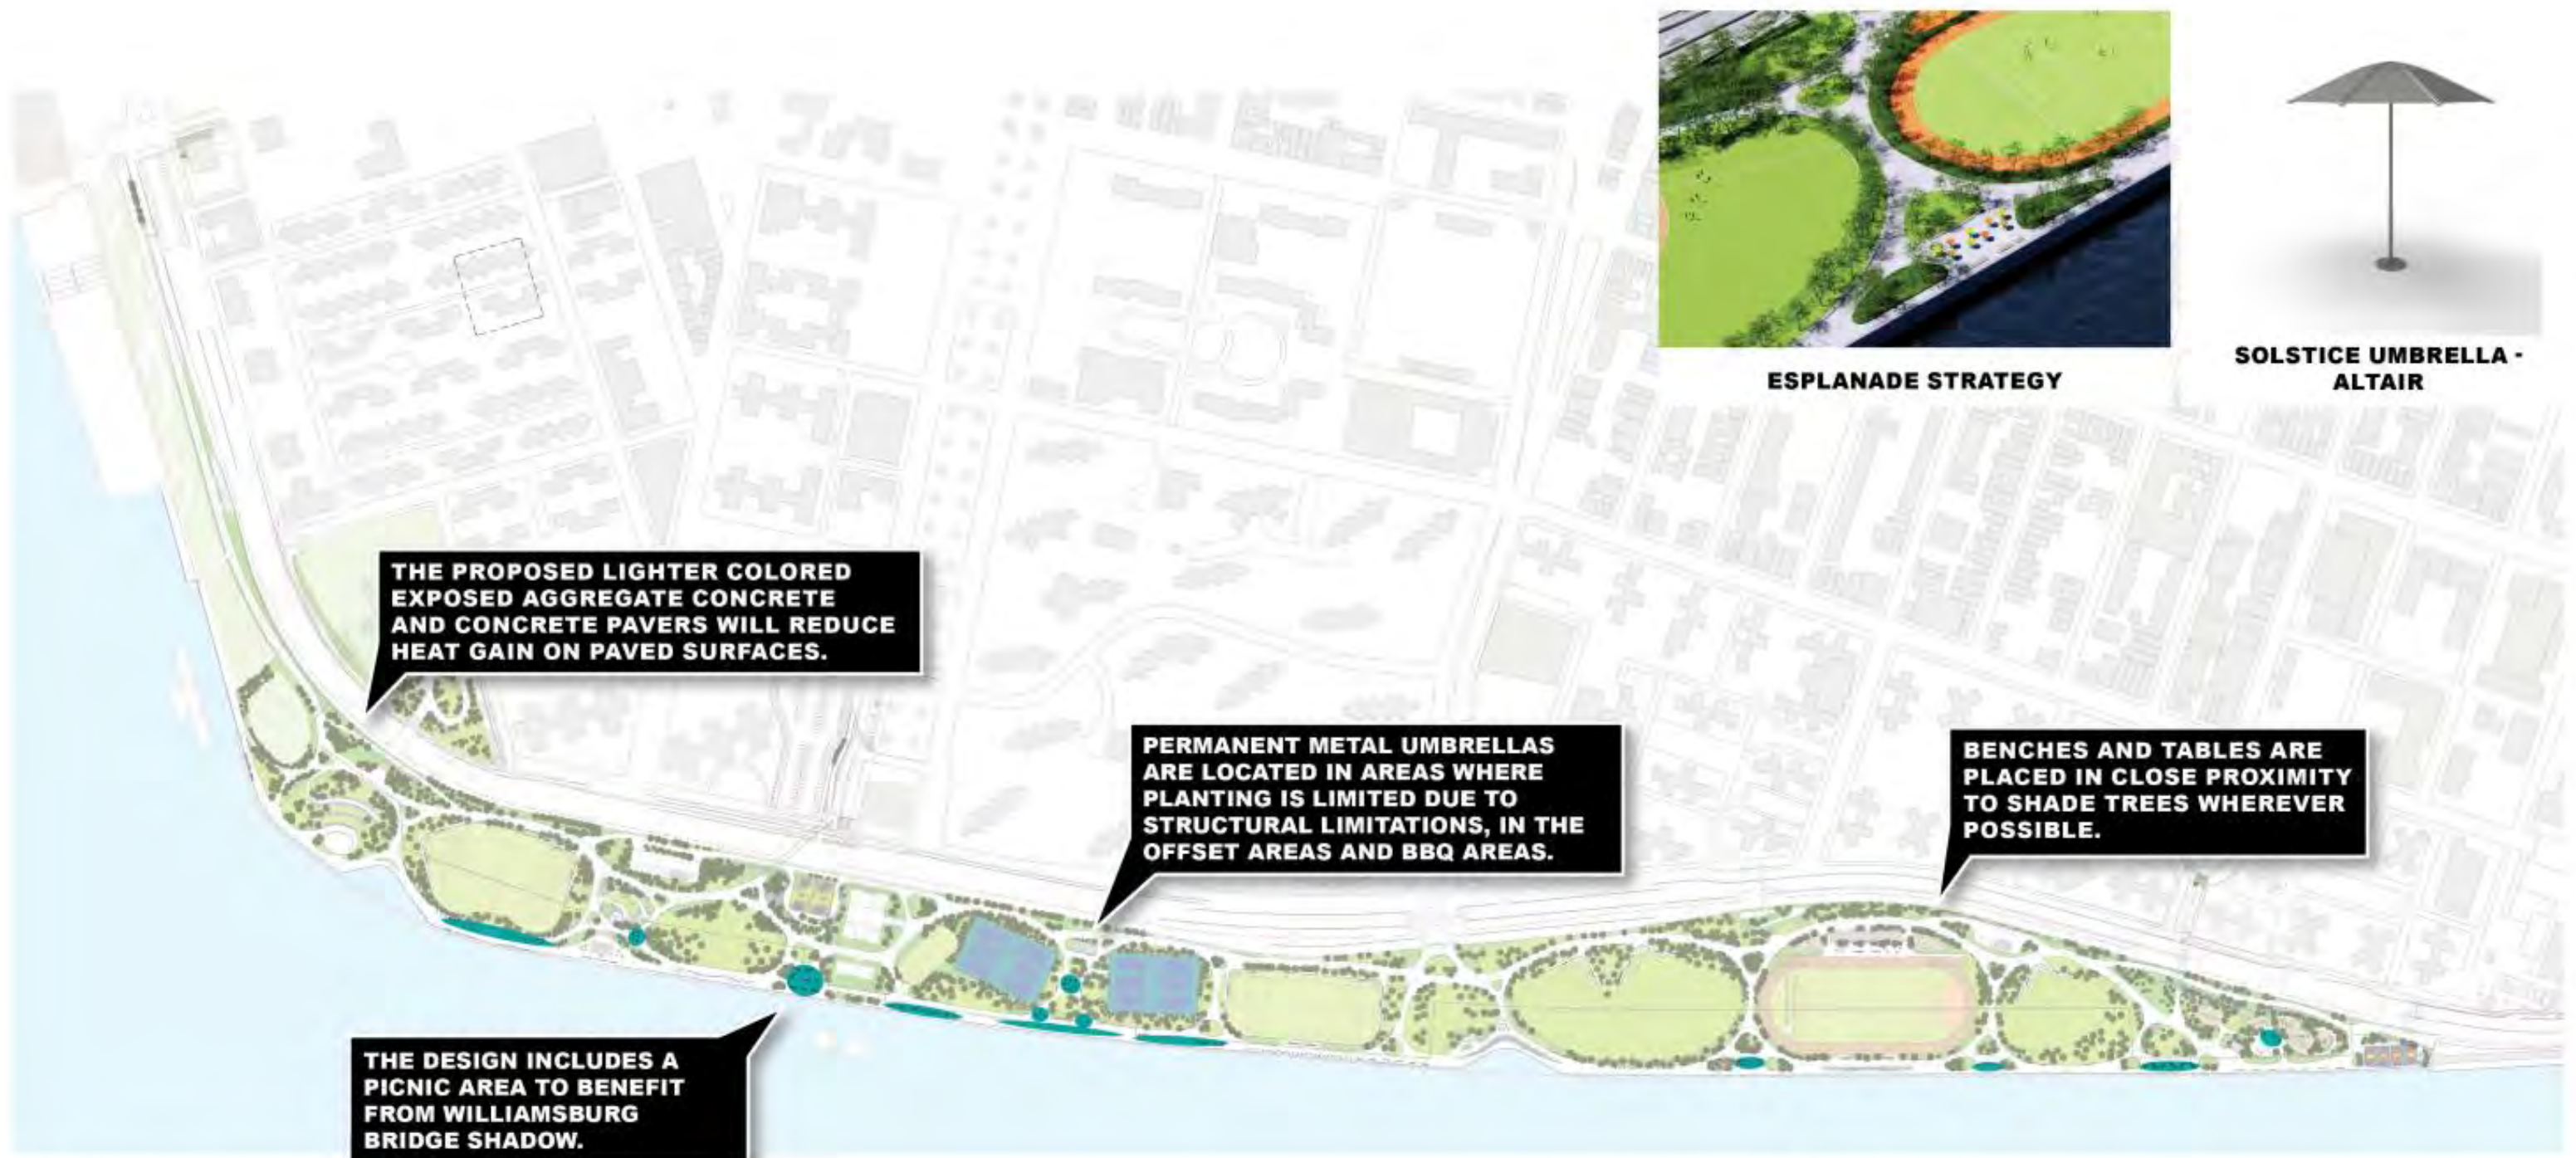 ESPLANADE STRATEGY
SOLSTICE UMBRELLA -
ALTAIR
THE PROPOSED LIGHTER COLORED
EXPOSED AGGREGATE CONCRETE
AND CONCRETE PAVERS WILL REDUCE
HEAT GAIN ON PAVED SURFACES.
PERMANENT METAL UMBRELLAS
ARE LOCATED IN AREAS WHERE
PLANTING IS LIMITED DUE TO
STRUCTURAL LIMITATIONS, IN THE
OFFSET AREAS AND BBQ AREAS.
BENCHES AND TABLES ARE
PLACED IN CLOSE PROXIMITY
TO SHADE TREES WHEREVER
POSSIBLE.
THE DESIGN INCLUDES A
PICNIC AREA TO BENEFIT
FROM WILLIAMSBURG
BRIDGE SHADOW.